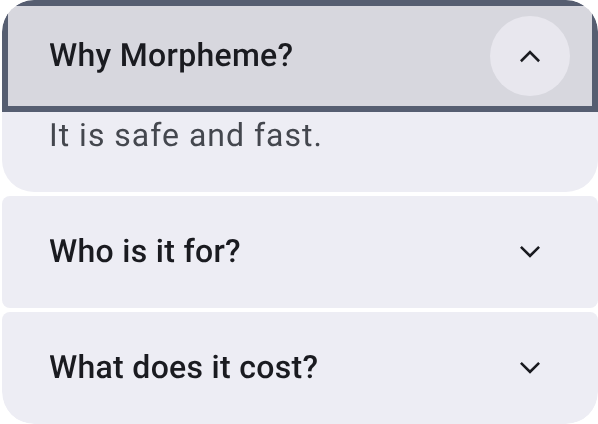 Why Morpheme?
It is safe and fast.
Who is it for?
What does it cost?